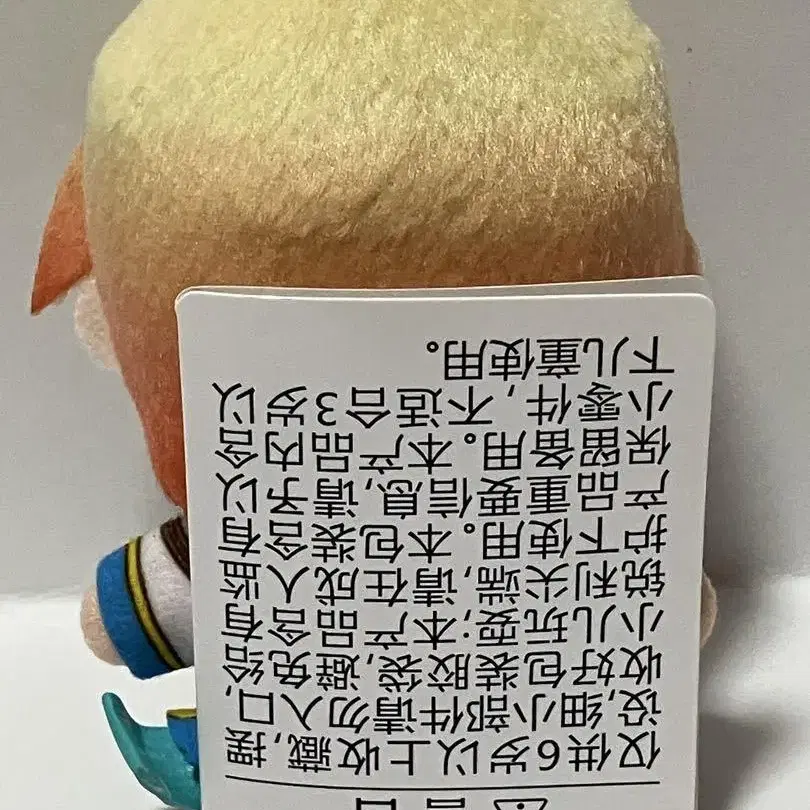 仅供6岁以上收藏,摆
设,细小部件请勿入口,
收好包装胶袋,避免给
小儿玩耍;本产品含有
锐利尖端,请在成人监
护下使用。本包装含有
产品重要信息,请予以
保留备用。本产品内含
小零件,不适合3岁以
下儿童使用。